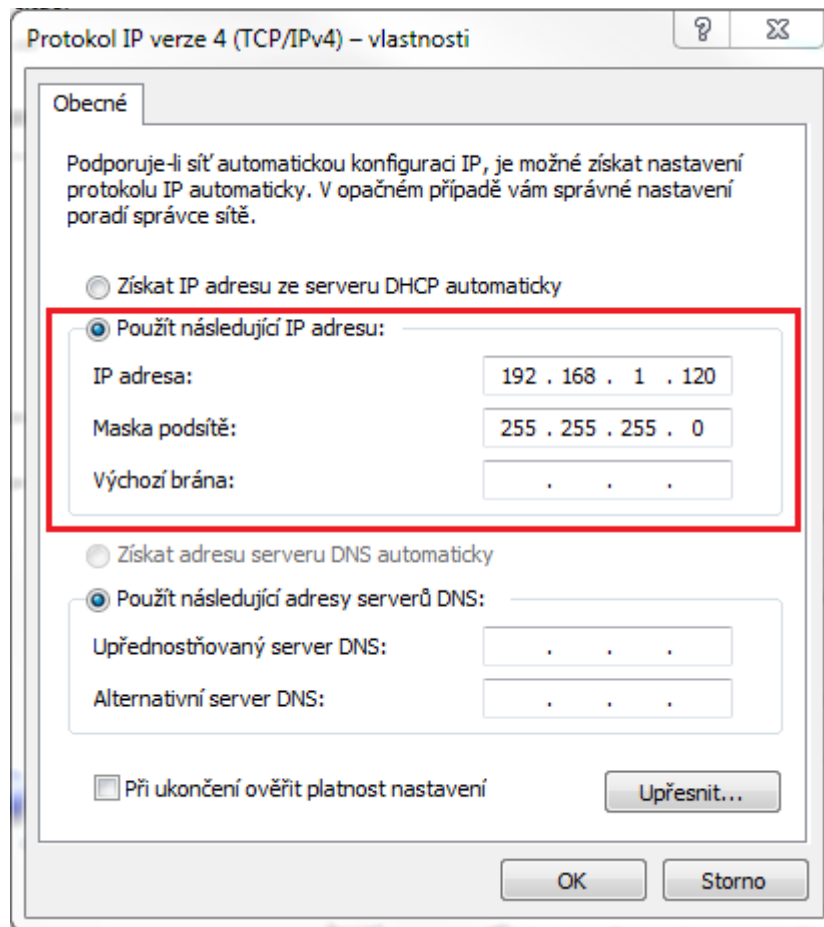 Protokol IP verze 4 (TCP/IPv4) – vlastnosti
Obecné
Podporuje-li síť automatickou konfiguraci IP, je možné získat nastavení
protokolu IP automaticky. V opačném případě vám správné nastavení
poradí správce sítě.
Získat IP adresu ze serveru DHCP automaticky
Použít následující IP adresu:
IP adresa: 192 . 168 . 1 . 120
Maska podsítě: 255 . 255 . 255 . 0
Výchozí brána: . . .
Získat adresu serveru DNS automaticky
Použít následující adresy serverů DNS:
Upřednostňovaný server DNS: . . .
Alternativní server DNS: . . .
Při ukončení ověřit platnost nastavení
Upřesnit...
OK
Storno